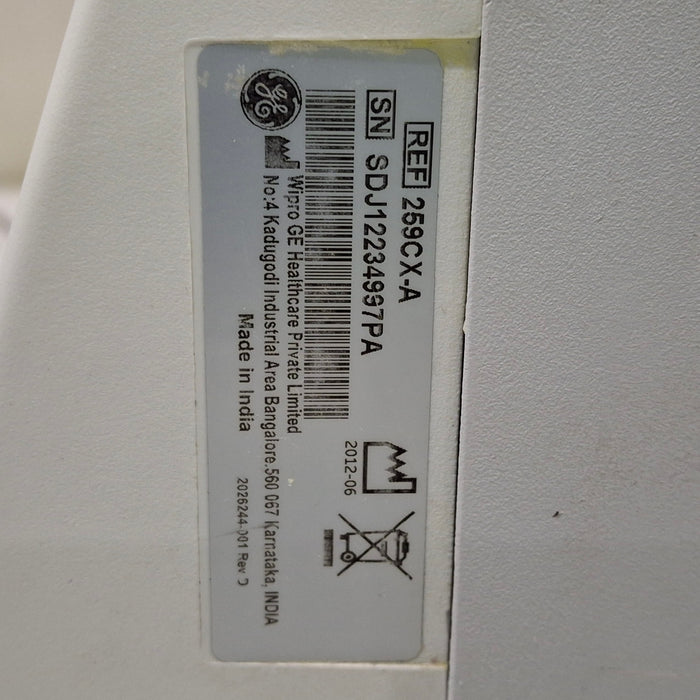 GE
REF 259CX-A
SN SDJ12234997PA
2012-06
Wipro GE Healthcare Private Limited
No:4 Kadugodi Industrial Area Bangalore.560 067 Karnataka, INDIA
Made in India
2026244-001 Rev D